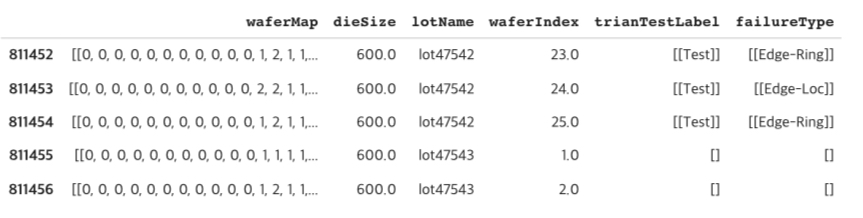 waferMap dieSize lotName waferIndex trianTestLabel failureType
811452 [[0, 0, 0, 0, 0, 0, 0, 0, 0, 0, 0, 1, 2, 1, 1,... 600.0 lot47542 23.0 [[Test]] [[Edge-Ring]]
811453 [[0, 0, 0, 0, 0, 0, 0, 0, 0, 0, 0, 2, 2, 1, 1,... 600.0 lot47542 24.0 [[Test]] [[Edge-Loc]]
811454 [[0, 0, 0, 0, 0, 0, 0, 0, 0, 0, 0, 1, 2, 1, 1,... 600.0 lot47542 25.0 [[Test]] [[Edge-Ring]]
811455 [[0, 0, 0, 0, 0, 0, 0, 0, 0, 0, 0, 1, 1, 1, 1,... 600.0 lot47543 1.0 [] []
811456 [[0, 0, 0, 0, 0, 0, 0, 0, 0, 0, 0, 1, 2, 1, 1,... 600.0 lot47543 2.0 [] []